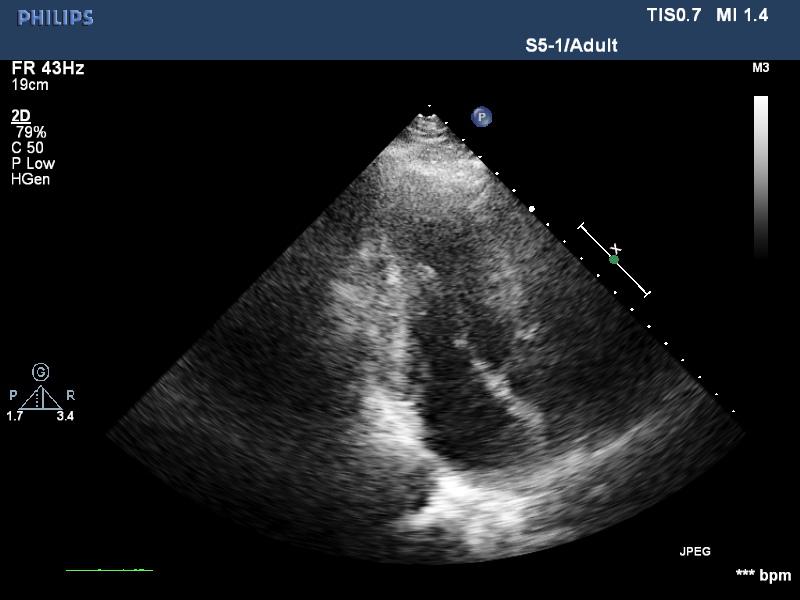 PHILIPS
TIS0.7 MI 1.4
S5-1/Adult
FR 43Hz
19cm
2D
79%
C 50
P Low
HGen
M3
P
X
G
P R
1.7 3.4
JPEG
*** bpm